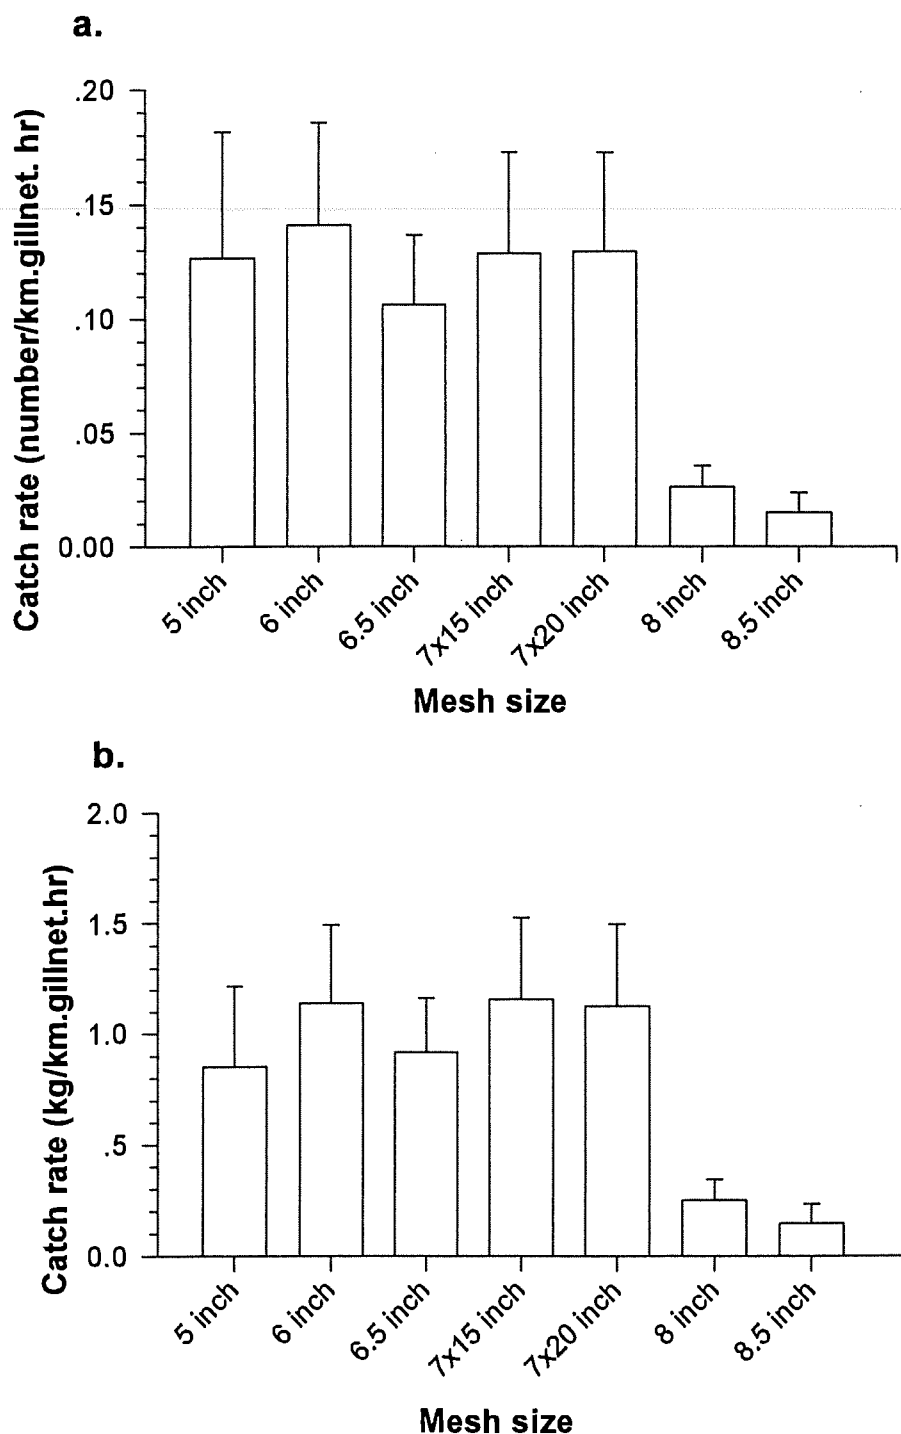 a.
Catch rate (number/km.gillnet. hr)
.20
.15
.10
.05
0.00
5 inch
6 inch
6.5 inch
7x15 inch
7x20 inch
8 inch
8.5 inch
Mesh size
b.
Catch rate (kg/km.gillnet.hr)
2.0
1.5
1.0
.5
0.0
5 inch
6 inch
6.5 inch
7x15 inch
7x20 inch
8 inch
8.5 inch
Mesh size